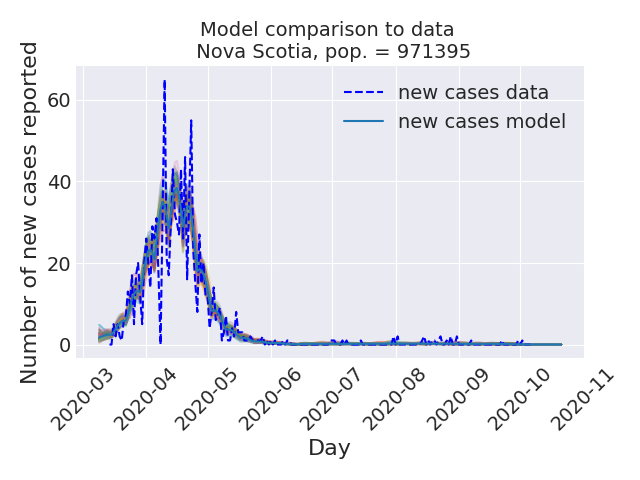 Model comparison to data
Nova Scotia, pop. = 971395
Number of new cases reported
60
40
20
0
new cases data
new cases model
2020-03
2020-04
2020-05
2020-06
2020-07
2020-08
2020-09
2020-10
2020-11
Day